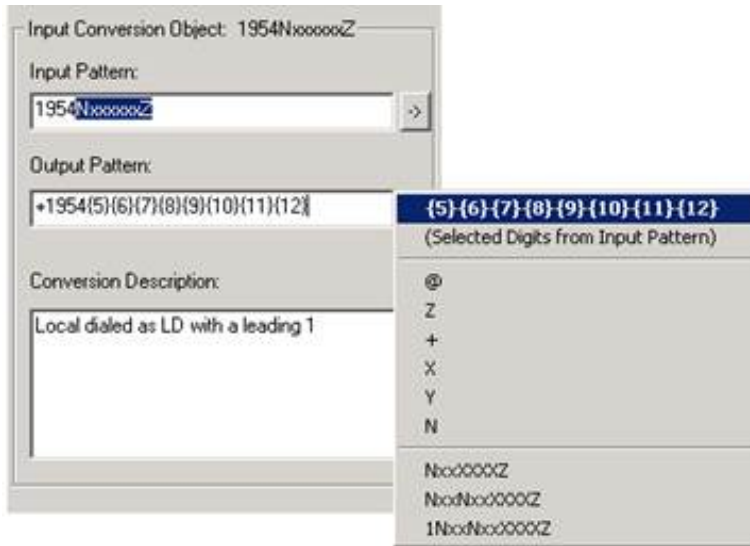 Input Conversion Object: 1954NxxxxxxZ
Input Pattern:
1954NxxxxxxZ
->
Output Pattern:
+1954{5}{6}{7}{8}{9}{10}{11}{12}
{5}{6}{7}{8}{9}{10}{11}{12}
(Selected Digits from Input Pattern)
Conversion Description:
Local dialed as LD with a leading 1
@
Z
+
X
Y
N
NxxXXXXZ
NxxNxxXXXXZ
1NxxNxxXXXXZ